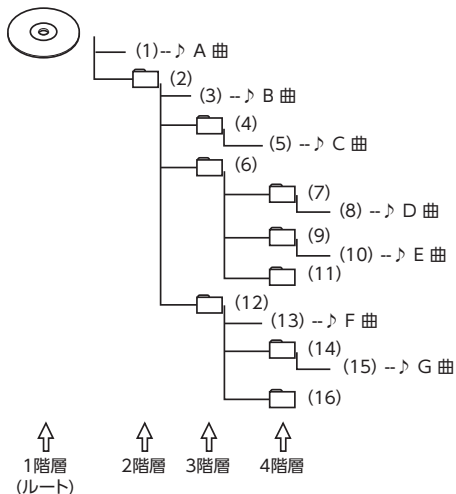 (1)--♪ A 曲
(2)
(3) --♪ B 曲
(4)
(5) --♪ C 曲
(6)
(7)
(8) --♪ D 曲
(9)
(10) --♪ E 曲
(11)
(12)
(13) --♪ F 曲
(14)
(15) --♪ G 曲
(16)
1階層 2階層 3階層 4階層
(ルート)